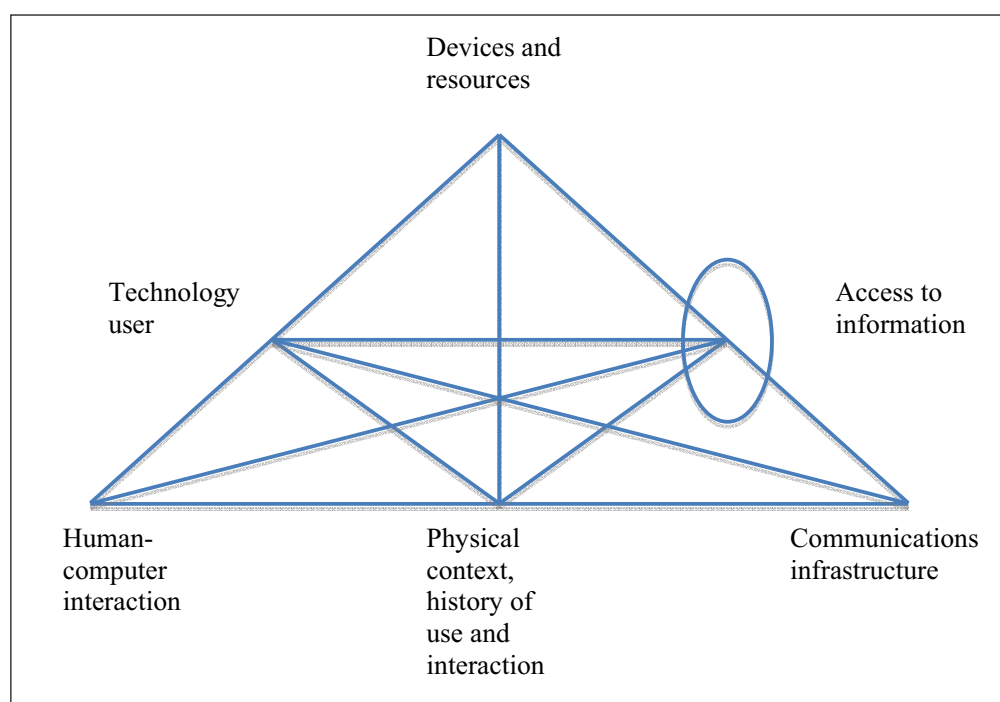 Devices and
resources
Technology
user
Access to
information
Human-
computer
interaction
Physical
context,
history of
use and
interaction
Communications
infrastructure